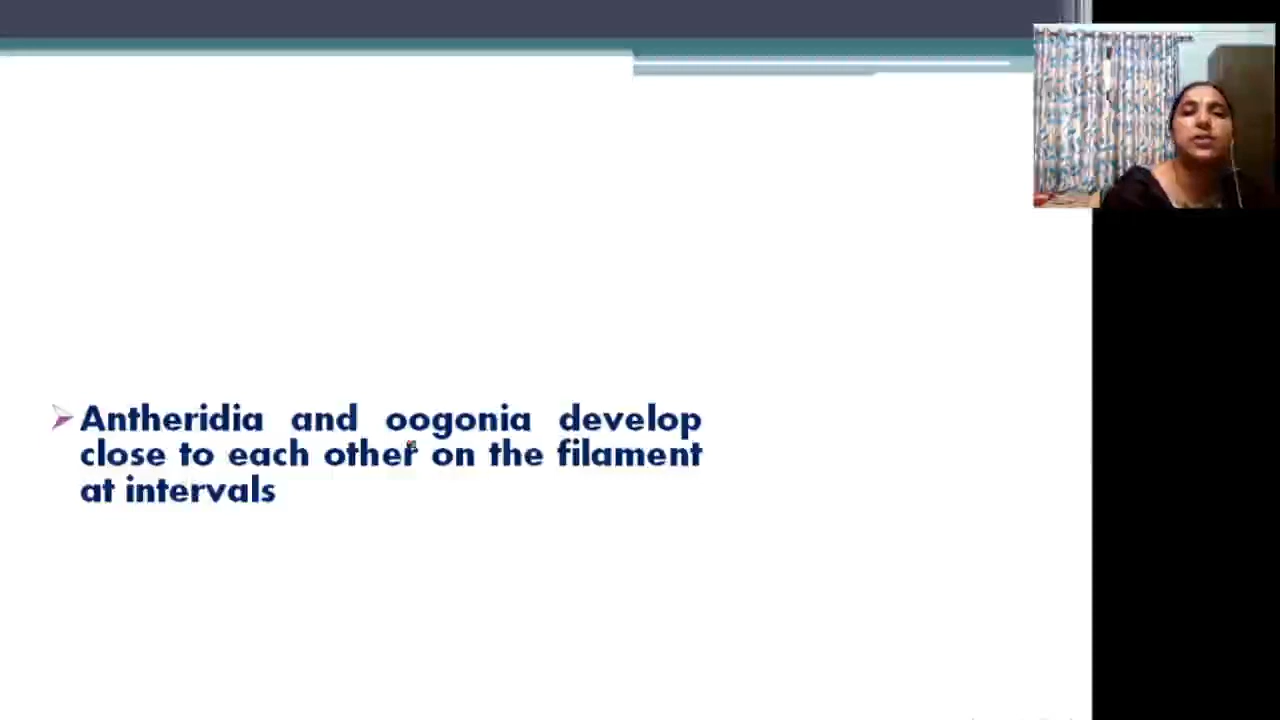 Antheridia and oogonia develop
close to each other on the filament
at intervals